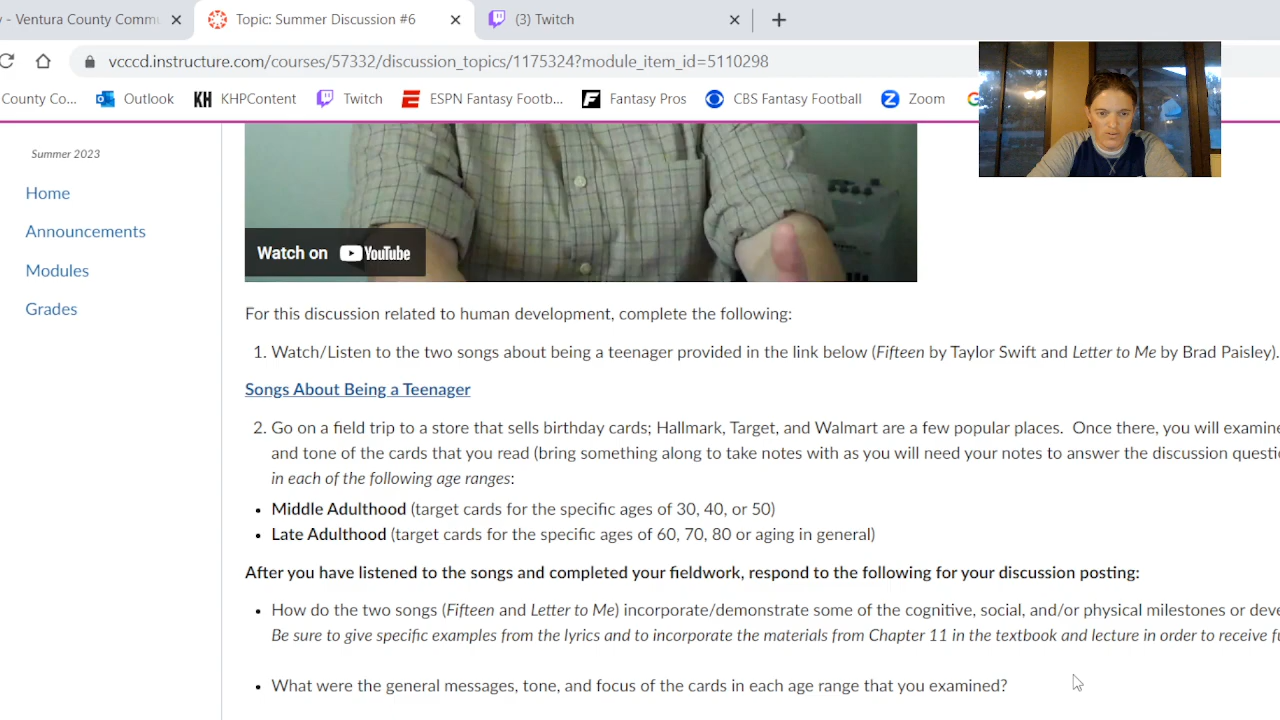 - Ventura County Commu
Topic: Summer Discussion #6
(3) Twitch
vcccd.instructure.com/courses/57332/discussion_topics/1175324?module_item_id=5110298
County Co...
Outlook
KH KHPContent
Twitch
ESPN Fantasy Footb...
Fantasy Pros
CBS Fantasy Football
Zoom
Summer 2023
Home
Announcements
Modules
Grades
Watch on YouTube
For this discussion related to human development, complete the following:
1. Watch/Listen to the two songs about being a teenager provided in the link below (Fifteen by Taylor Swift and Letter to Me by Brad Paisley).
Songs About Being a Teenager
2. Go on a field trip to a store that sells birthday cards; Hallmark, Target, and Walmart are a few popular places. Once there, you will examine
and tone of the cards that you read (bring something along to take notes with as you will need your notes to answer the discussion questi
in each of the following age ranges:
• Middle Adulthood (target cards for the specific ages of 30, 40, or 50)
• Late Adulthood (target cards for the specific ages of 60, 70, 80 or aging in general)
After you have listened to the songs and completed your fieldwork, respond to the following for your discussion posting:
• How do the two songs (Fifteen and Letter to Me) incorporate/demonstrate some of the cognitive, social, and/or physical milestones or deve
Be sure to give specific examples from the lyrics and to incorporate the materials from Chapter 11 in the textbook and lecture in order to receive fu
• What were the general messages, tone, and focus of the cards in each age range that you examined?